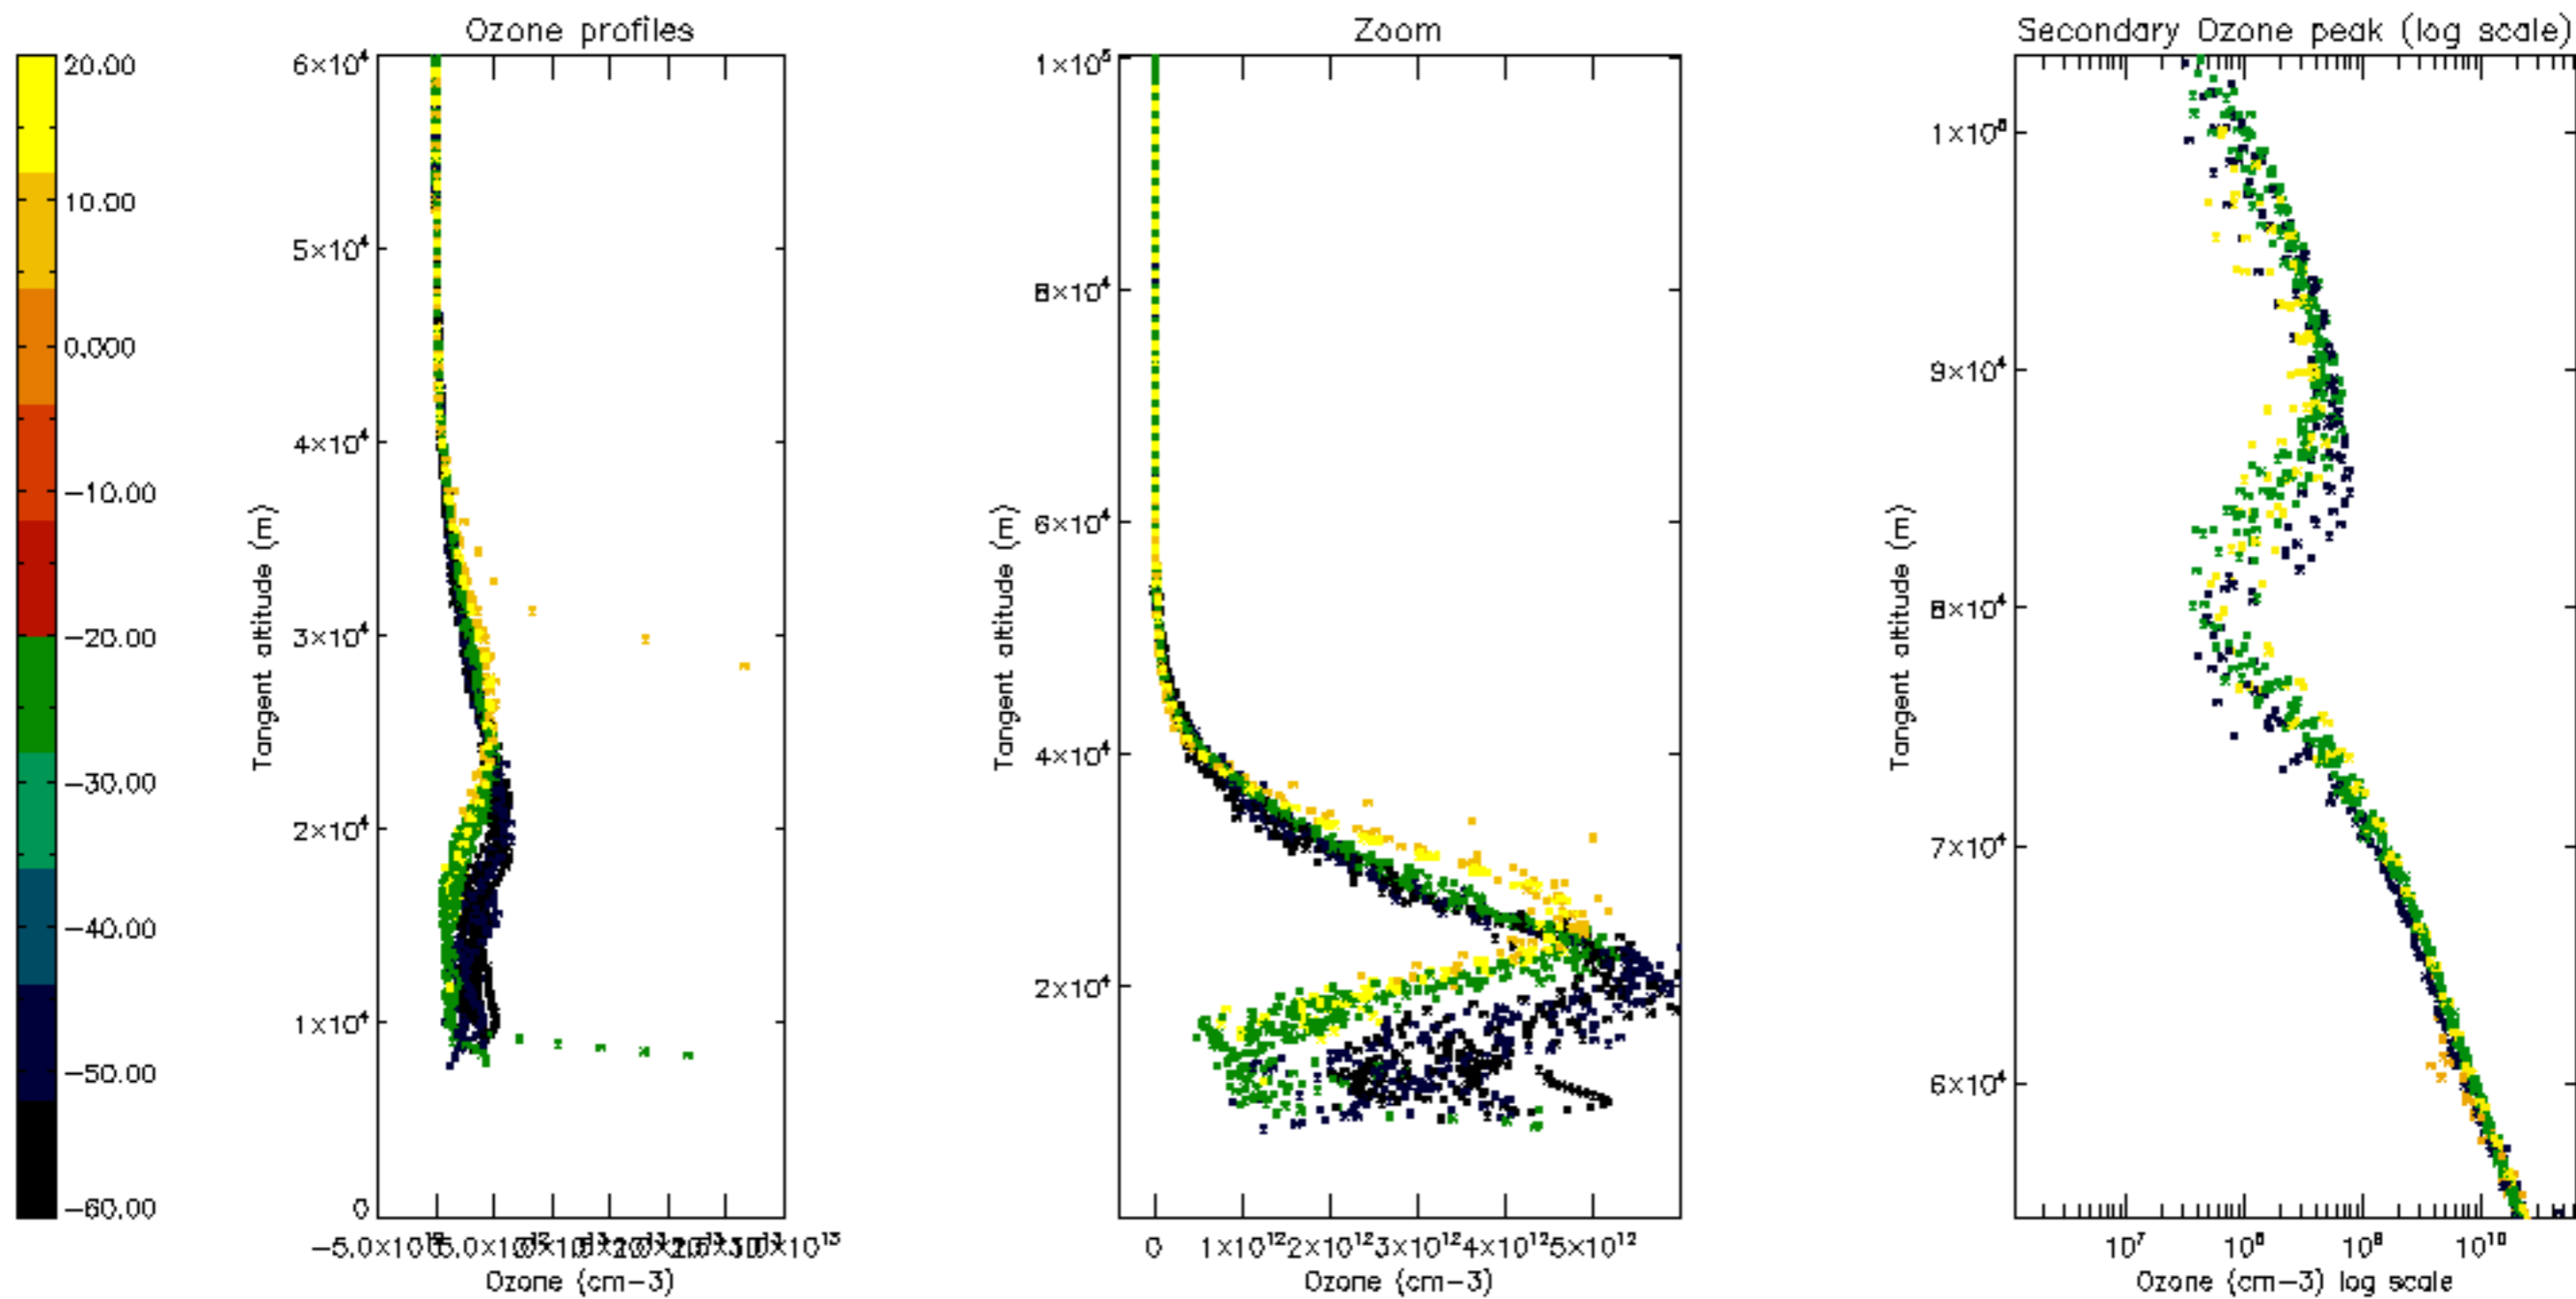 Ozone profiles
Zoom
Secondary Ozone peak (log scale)
20.00
10.00
0.000
−10.00
−20.00
−30.00
−40.00
−50.00
−60.00
Tangent altitude (m)
6×10⁴
5×10⁴
4×10⁴
3×10⁴
2×10⁴
1×10⁴
0
Ozone (cm−3)
Tangent altitude (m)
1×10⁵
8×10⁴
6×10⁴
4×10⁴
2×10⁴
0 1×10¹² 2×10¹² 3×10¹² 4×10¹² 5×10¹²
Ozone (cm−3)
Tangent altitude (m)
9×10⁴
8×10⁴
7×10⁴
6×10⁴
10⁷ 10⁸ 10⁹ 10¹⁰
Ozone (cm−3) log scale